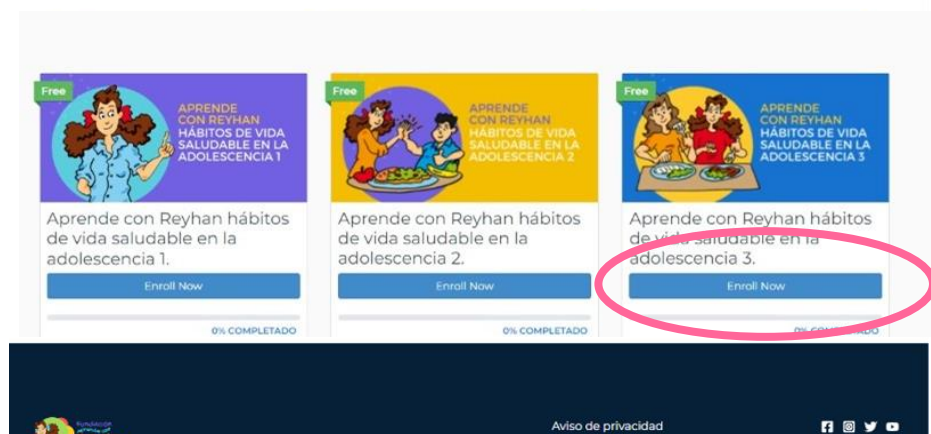 Free
APRENDE
CON REYHAN
HÁBITOS DE VIDA
SALUDABLE EN LA
ADOLESCENCIA 1
Aprende con Reyhan hábitos
de vida saludable en la
adolescencia 1.
Enroll Now
0% COMPLETADO
Free
APRENDE
CON REYHAN
HÁBITOS DE VIDA
SALUDABLE EN LA
ADOLESCENCIA 2
Aprende con Reyhan hábitos
de vida saludable en la
adolescencia 2.
Enroll Now
0% COMPLETADO
Free
APRENDE
CON REYHAN
HÁBITOS DE VIDA
SALUDABLE EN LA
ADOLESCENCIA 3
Aprende con Reyhan hábitos
de vida saludable en la
adolescencia 3.
Enroll Now
0% COMPLETADO
Fundación
Aviso de privacidad